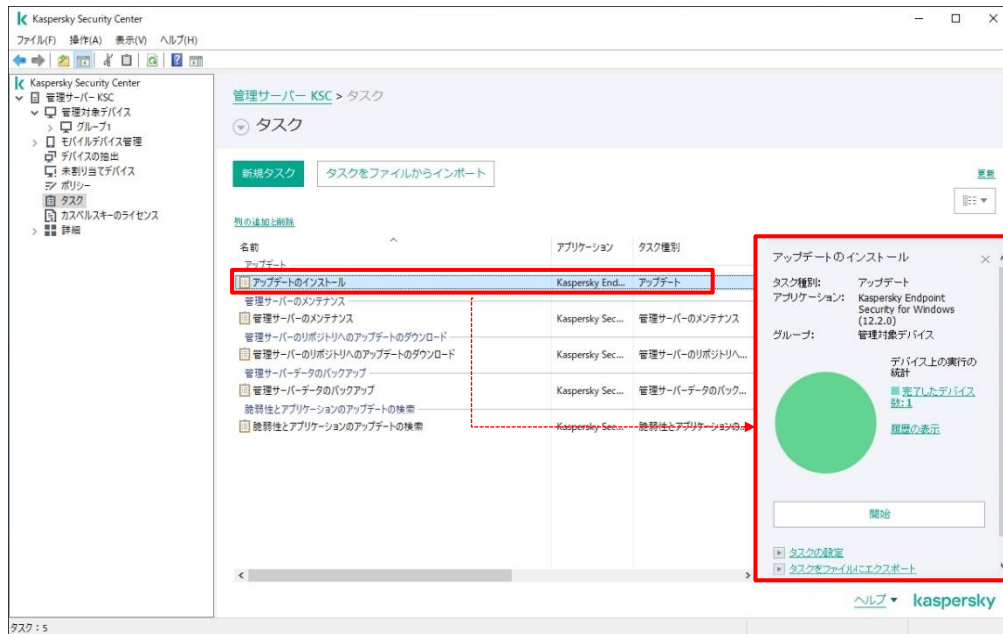 Kaspersky Security Center
ファイル(F) 操作(A) 表示(V) ヘルプ(H)
Kaspersky Security Center
管理サーバー KSC
管理対象デバイス
グループ1
モバイルデバイス管理
デバイスの抽出
未割り当てデバイス
ポリシー
タスク
カスペルスキーのライセンス
詳細
管理サーバー KSC > タスク
タスク
新規タスク
タスクをファイルからインポート
更新
列の追加と削除
名前 アプリケーション タスク種別
アップデート
アップデートのインストール Kaspersky End... アップデート
管理サーバーのメンテナンス
管理サーバーのメンテナンス Kaspersky Sec... 管理サーバーのメンテナンス
管理サーバーのリポジトリへのアップデートのダウンロード
管理サーバーのリポジトリへのアップデートのダウンロード Kaspersky Sec... 管理サーバーのリポジトリへ...
管理サーバーデータのバックアップ
管理サーバーデータのバックアップ Kaspersky Sec... 管理サーバーデータのバック...
脆弱性とアプリケーションのアップデートの検索
脆弱性とアプリケーションのアップデートの検索 Kaspersky Sec... 脆弱性とアプリケーションの...
アップデートのインストール
タスク種別: アップデート
アプリケーション: Kaspersky Endpoint
Security for Windows
(12.2.0)
グループ: 管理対象デバイス
デバイス上の実行の
統計
完了したデバイス
数: 1
履歴の表示
開始
タスクの設定
タスクをファイルにエクスポート
ヘルプ
kaspersky
タスク : 5